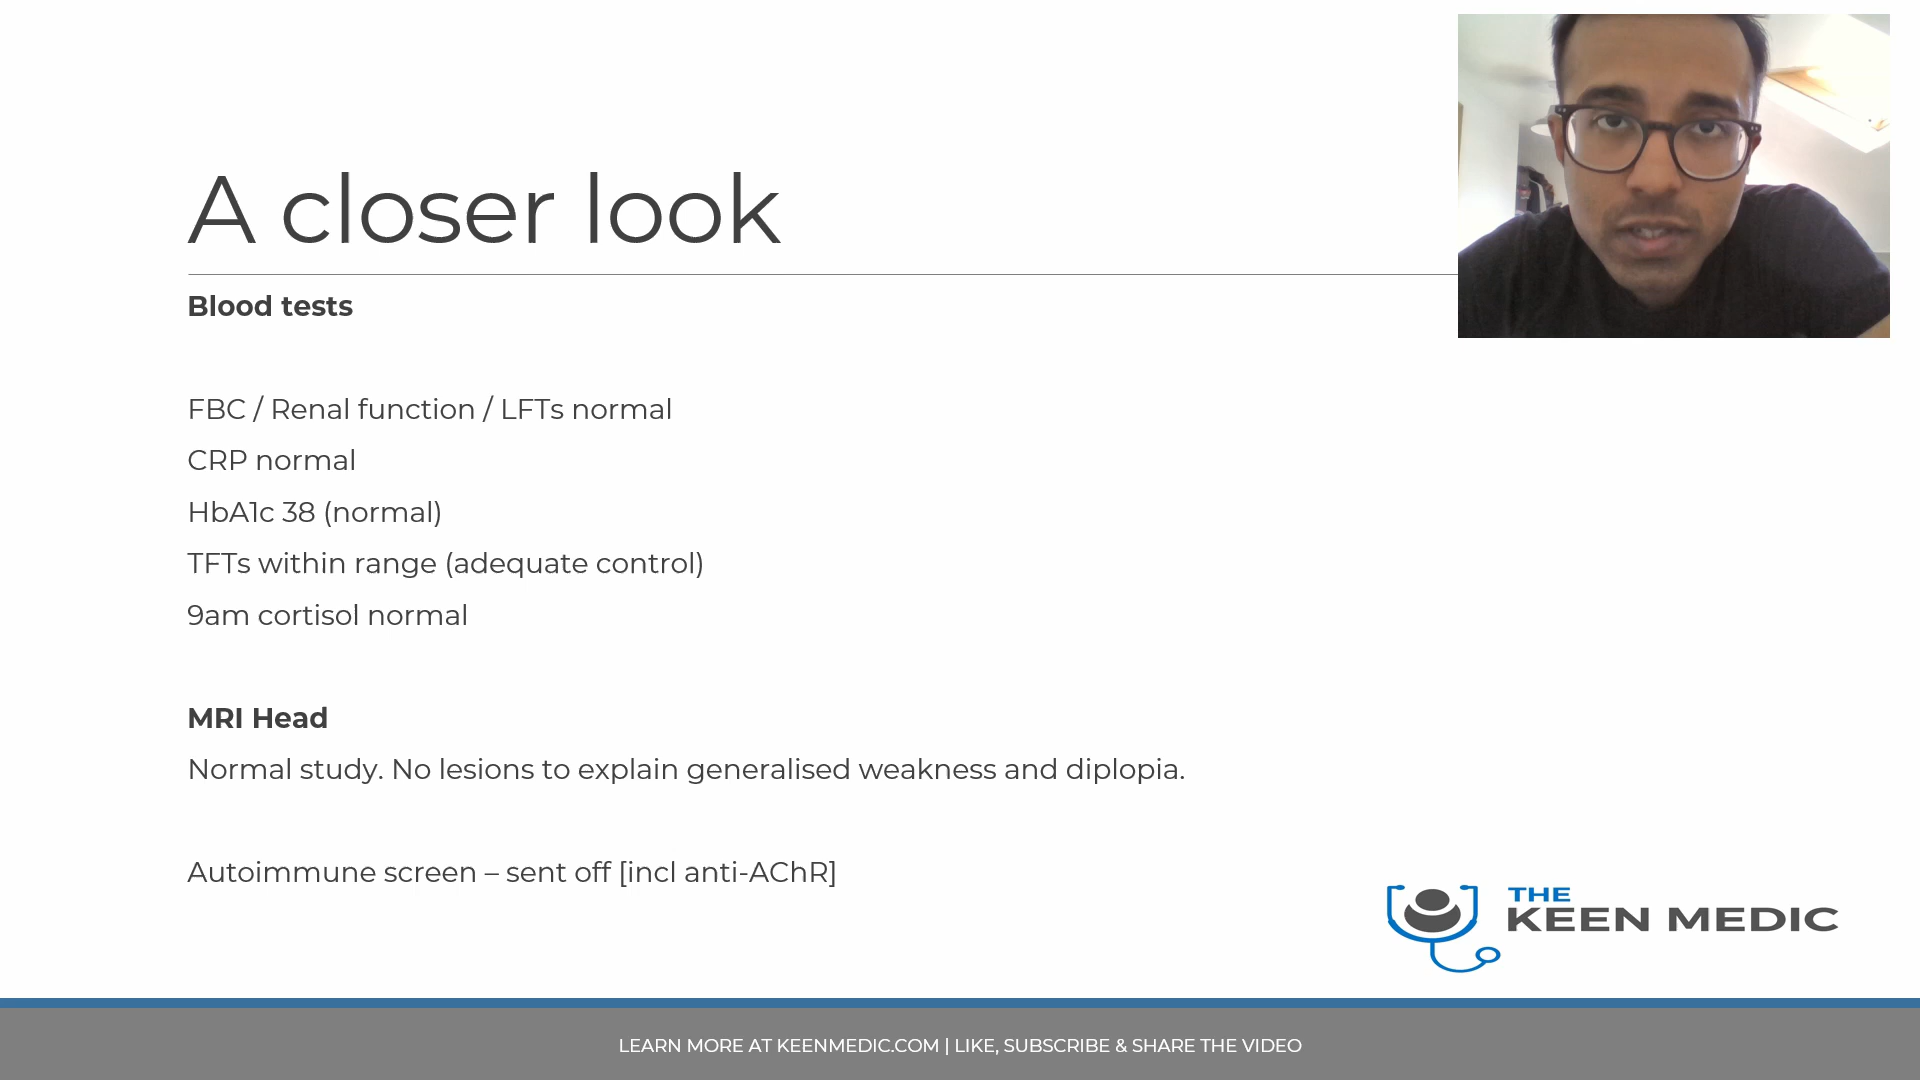 A closer look
Blood tests
FBC / Renal function / LFTs normal
CRP normal
HbA1c 38 (normal)
TFTs within range (adequate control)
9am cortisol normal
MRI Head
Normal study. No lesions to explain generalised weakness and diplopia.
Autoimmune screen – sent off [incl anti-AChR]
THE
KEEN MEDIC
LEARN MORE AT KEENMEDIC.COM | LIKE, SUBSCRIBE & SHARE THE VIDEO